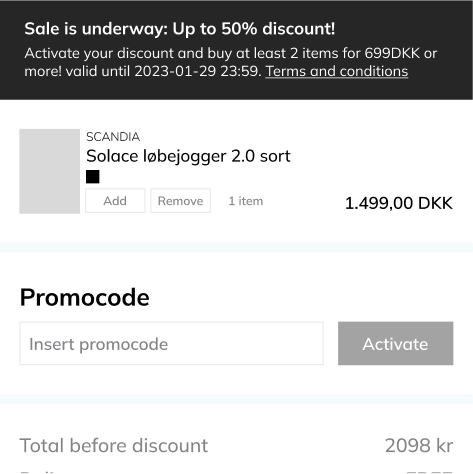 Sale is underway: Up to 50% discount!
Activate your discount and buy at least 2 items for 699DKK or
more! valid until 2023-01-29 23:59. Terms and conditions
SCANDIA
Solace løbejogger 2.0 sort
Add Remove 1 item 1.499,00 DKK
Promocode
Insert promocode Activate
Total before discount 2098 kr